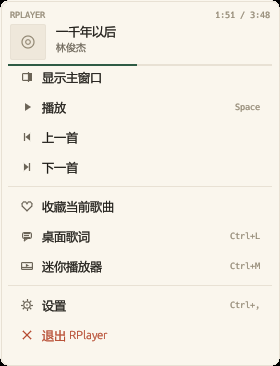 RPLAYER 1:51 / 3:48
一千年以后
林俊杰
显示主窗口
播放 Space
上一首
下一首
收藏当前歌曲
桌面歌词 Ctrl+L
迷你播放器 Ctrl+M
设置 Ctrl+,
退出 RPlayer